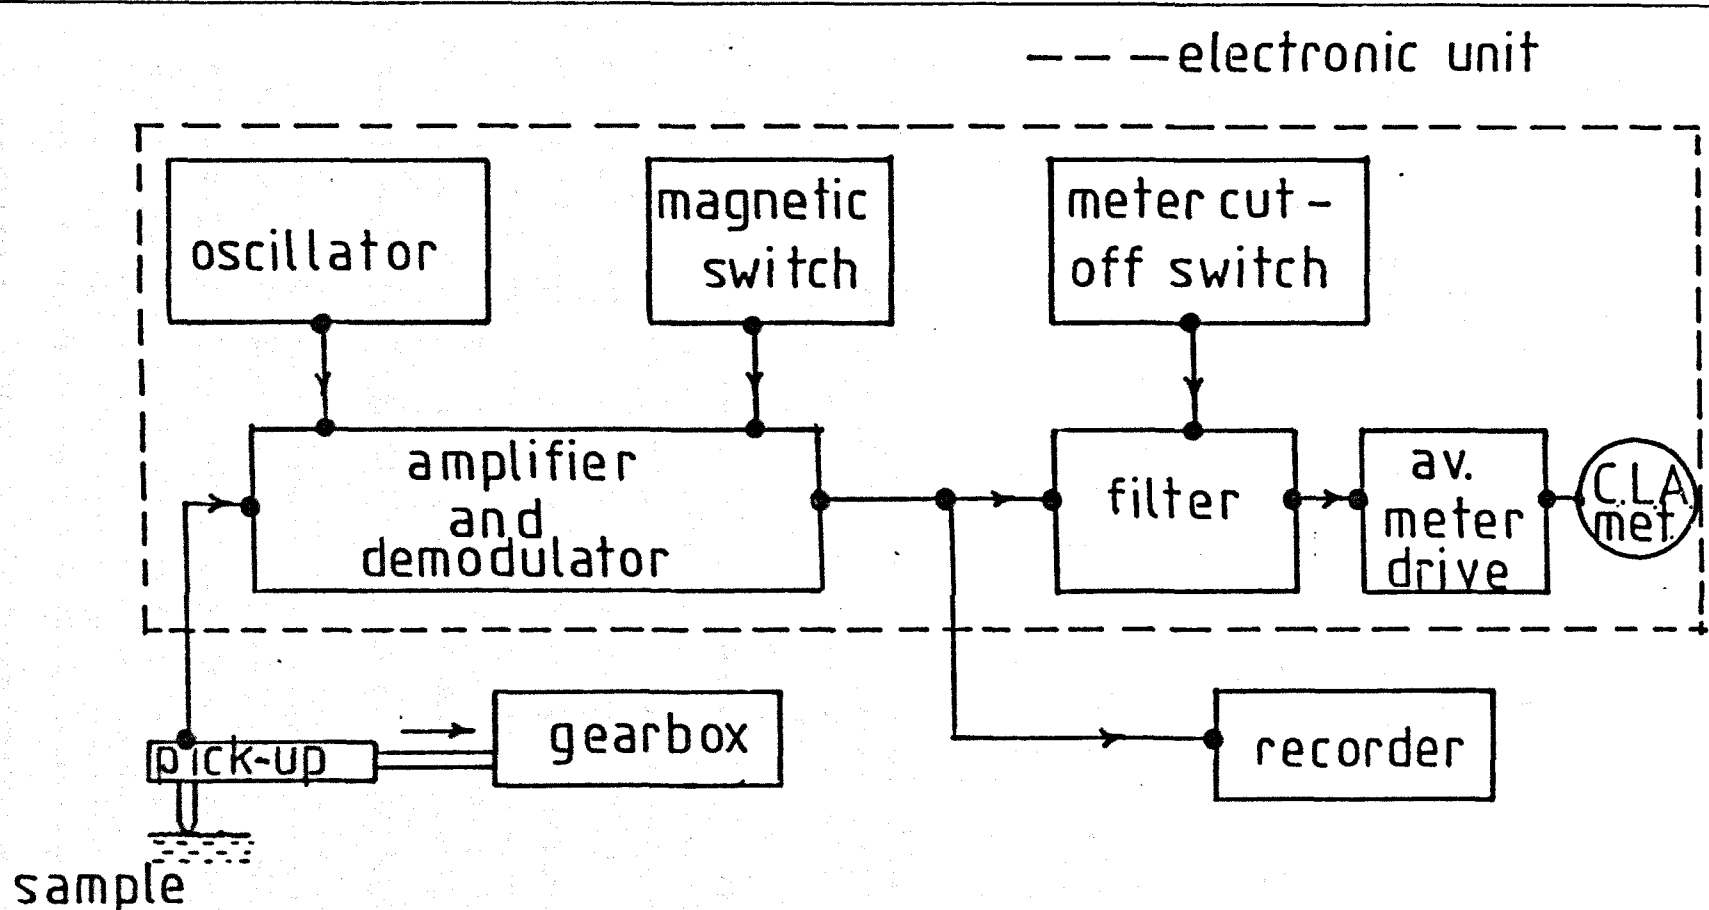 --- electronic unit
oscillator
magnetic
switch
meter cut-
off switch
amplifier
and
demodulator
filter
av.
meter
drive
C.L.A.
met.
pick-up
gearbox
recorder
sample